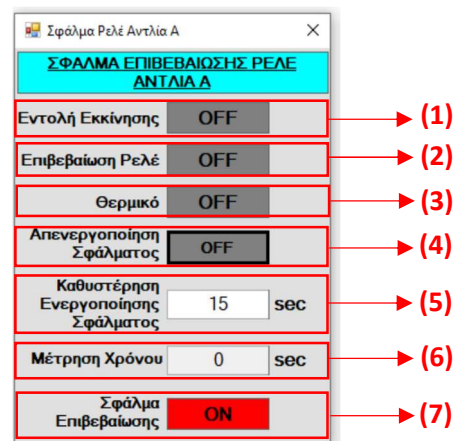 Σφάλμα Ρελέ Αντλία Α
ΣΦΑΛΜΑ ΕΠΙΒΕΒΑΙΩΣΗΣ ΡΕΛΕ
ΑΝΤΛΙΑ Α
Εντολή Εκκίνησης OFF (1)
Επιβεβαίωση Ρελέ OFF (2)
Θερμικό OFF (3)
Απενεργοποίηση
Σφάλματος OFF (4)
Καθυστέρηση
Ενεργοποίησης 15 sec (5)
Σφάλματος
Μέτρηση Χρόνου 0 sec (6)
Σφάλμα
Επιβεβαίωσης ON (7)